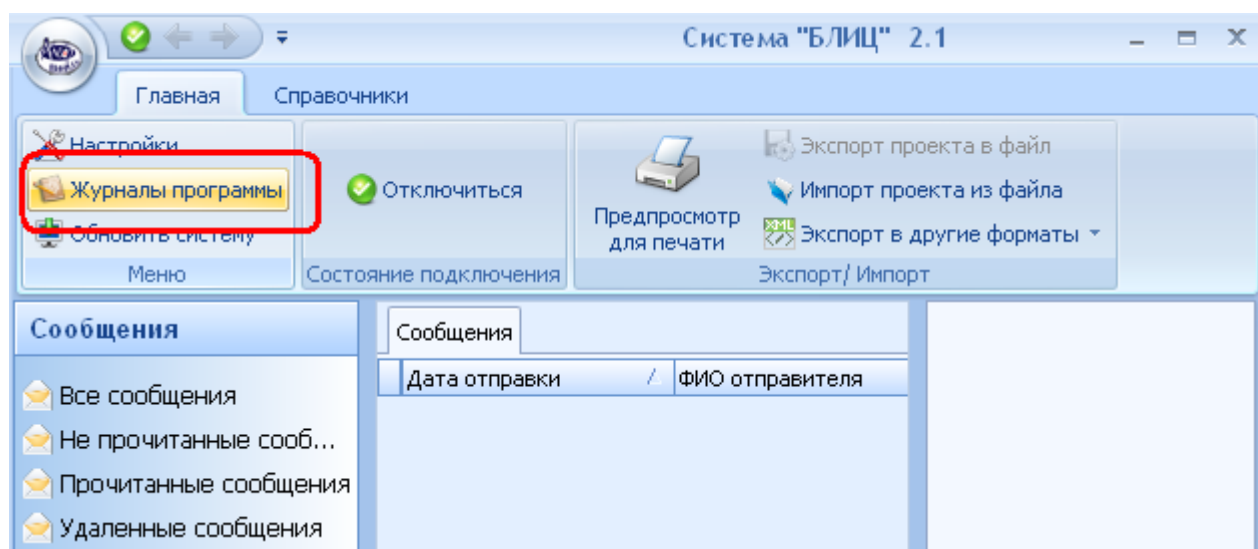 Система "БЛИЦ" 2.1
Главная
Справочники
Настройки
Журналы программы
Обновить систему
Меню
Отключиться
Состояние подключения
Предпросмотр
для печати
Экспорт проекта в файл
Импорт проекта из файла
Экспорт в другие форматы
Экспорт/ Импорт
Сообщения
Все сообщения
Не прочитанные сооб...
Прочитанные сообщения
Удаленные сообщения
Сообщения
Дата отправки
ФИО отправителя